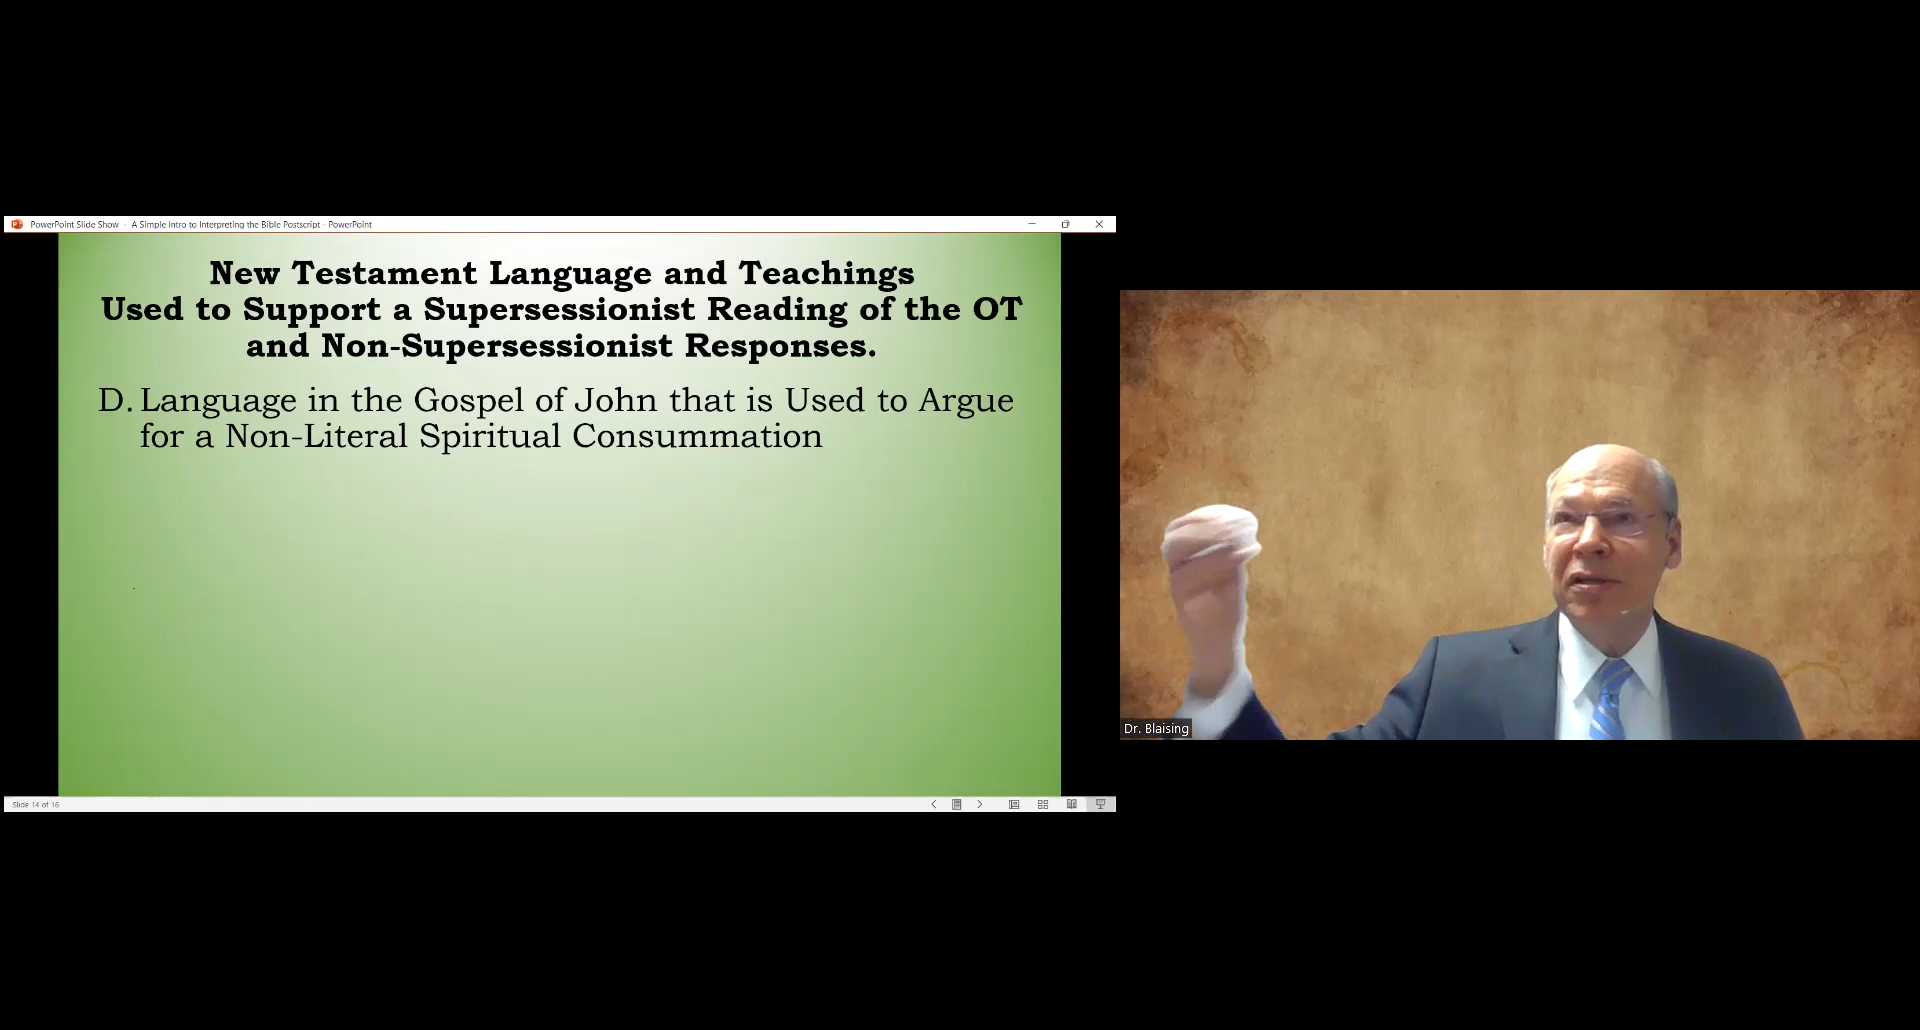 PowerPoint Slide Show - A Simple Intro to Interpreting the Bible Postscript - PowerPoint
New Testament Language and Teachings
Used to Support a Supersessionist Reading of the OT
and Non-Supersessionist Responses.
D. Language in the Gospel of John that is Used to Argue
for a Non-Literal Spiritual Consummation
Dr. Blaising
Slide 14 of 16